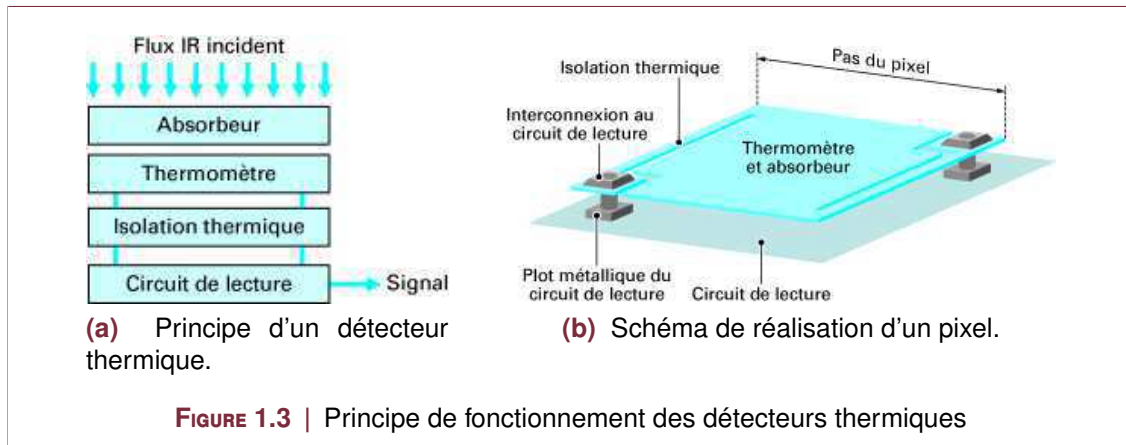 Flux IR incident
Absorbeur
Thermomètre
Isolation thermique
Circuit de lecture
Signal
(a) Principe d'un détecteur
thermique.
Pas du pixel
Isolation thermique
Interconnexion au
circuit de lecture
Thermomètre
et absorbeur
Plot métallique du
circuit de lecture
Circuit de lecture
(b) Schéma de réalisation d'un pixel.
FIGURE 1.3 | Principe de fonctionnement des détecteurs thermiques